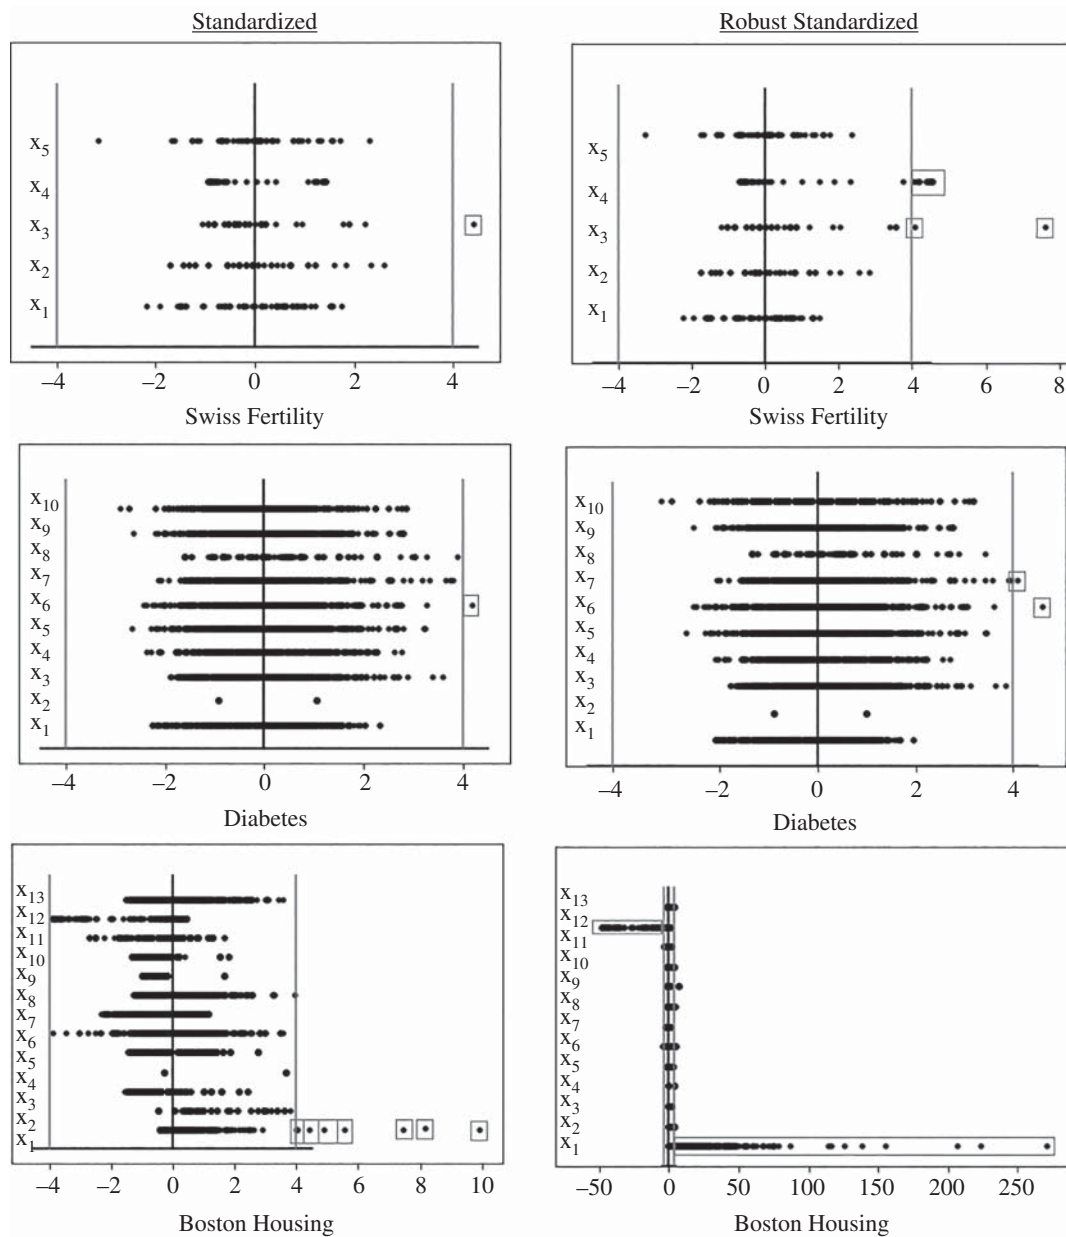 Standardized
Robust Standardized
x5
x4
x3
x2
x1
–4 –2 0 2 4
Swiss Fertility
x5
x4
x3
x2
x1
–4 –2 0 2 4 6 8
Swiss Fertility
x10
x9
x8
x7
x6
x5
x4
x3
x2
x1
–4 –2 0 2 4
Diabetes
x10
x9
x8
x7
x6
x5
x4
x3
x2
x1
–4 –2 0 2 4
Diabetes
x13
x12
x11
x10
x9
x8
x7
x6
x5
x4
x3
x2
x1
–4 –2 0 2 4 6 8 10
Boston Housing
x13
x12
x11
x10
x9
x8
x7
x6
x5
x4
x3
x2
x1
–50 0 50 100 150 200 250
Boston Housing